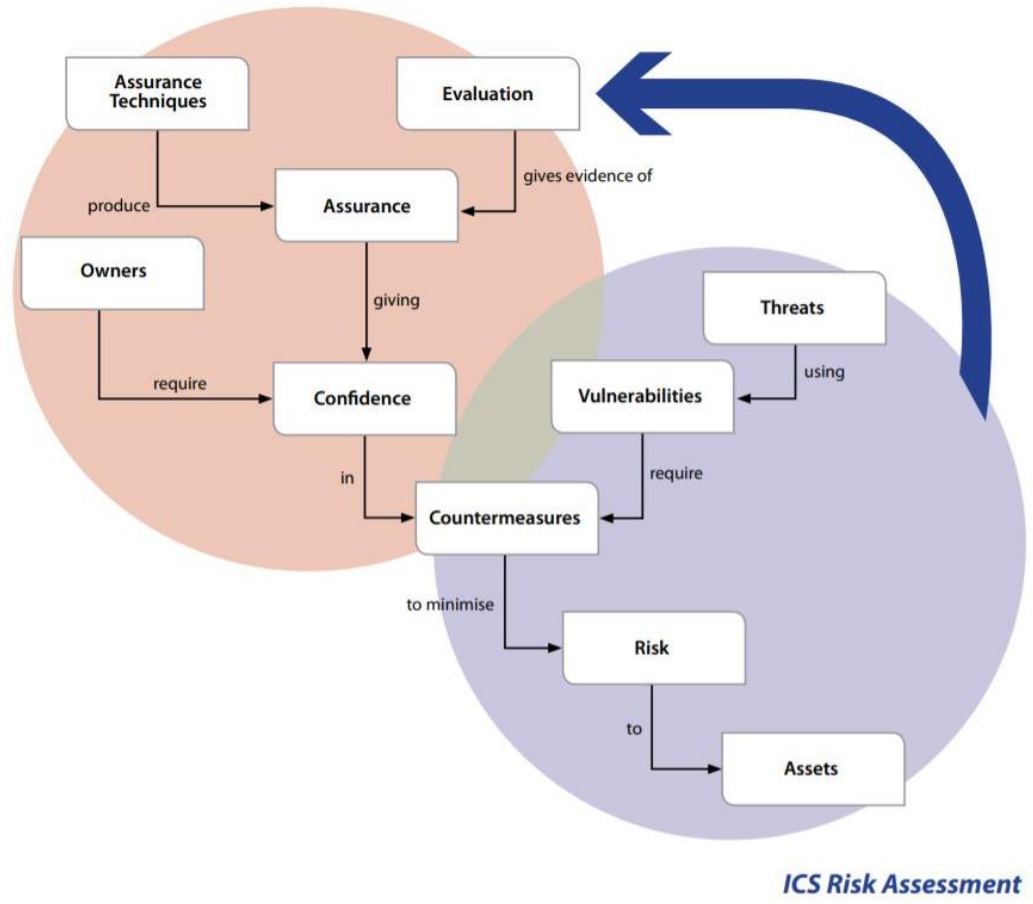 Assurance
Techniques
Evaluation
gives evidence of
produce
Assurance
Owners
giving
Threats
using
require
Confidence
Vulnerabilities
in
require
Countermeasures
to minimise
Risk
to
Assets
ICS Risk Assessment